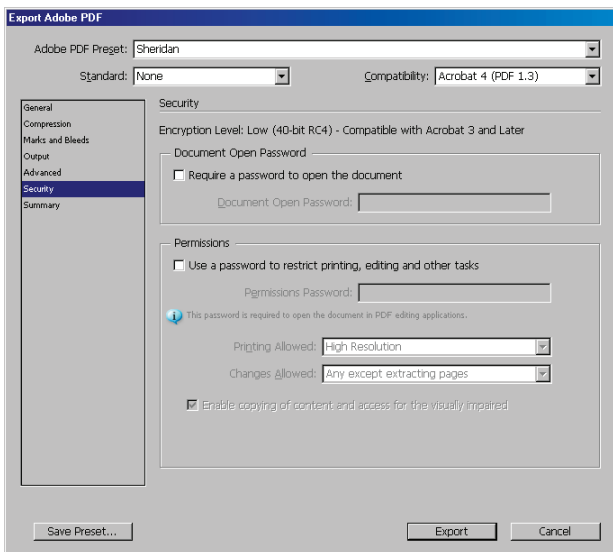 Export Adobe PDF
Adobe PDF Preset: Sheridan
Standard: None Compatibility: Acrobat 4 (PDF 1.3)
General
Compression
Marks and Bleeds
Output
Advanced
Security
Summary
Security
Encryption Level: Low (40-bit RC4) - Compatible with Acrobat 3 and Later
Document Open Password
Require a password to open the document
Document Open Password:
Permissions
Use a password to restrict printing, editing and other tasks
Permissions Password:
This password is required to open the document in PDF editing applications.
Printing Allowed: High Resolution
Changes Allowed: Any except extracting pages
Enable copying of content and access for the visually impaired
Save Preset... Export Cancel